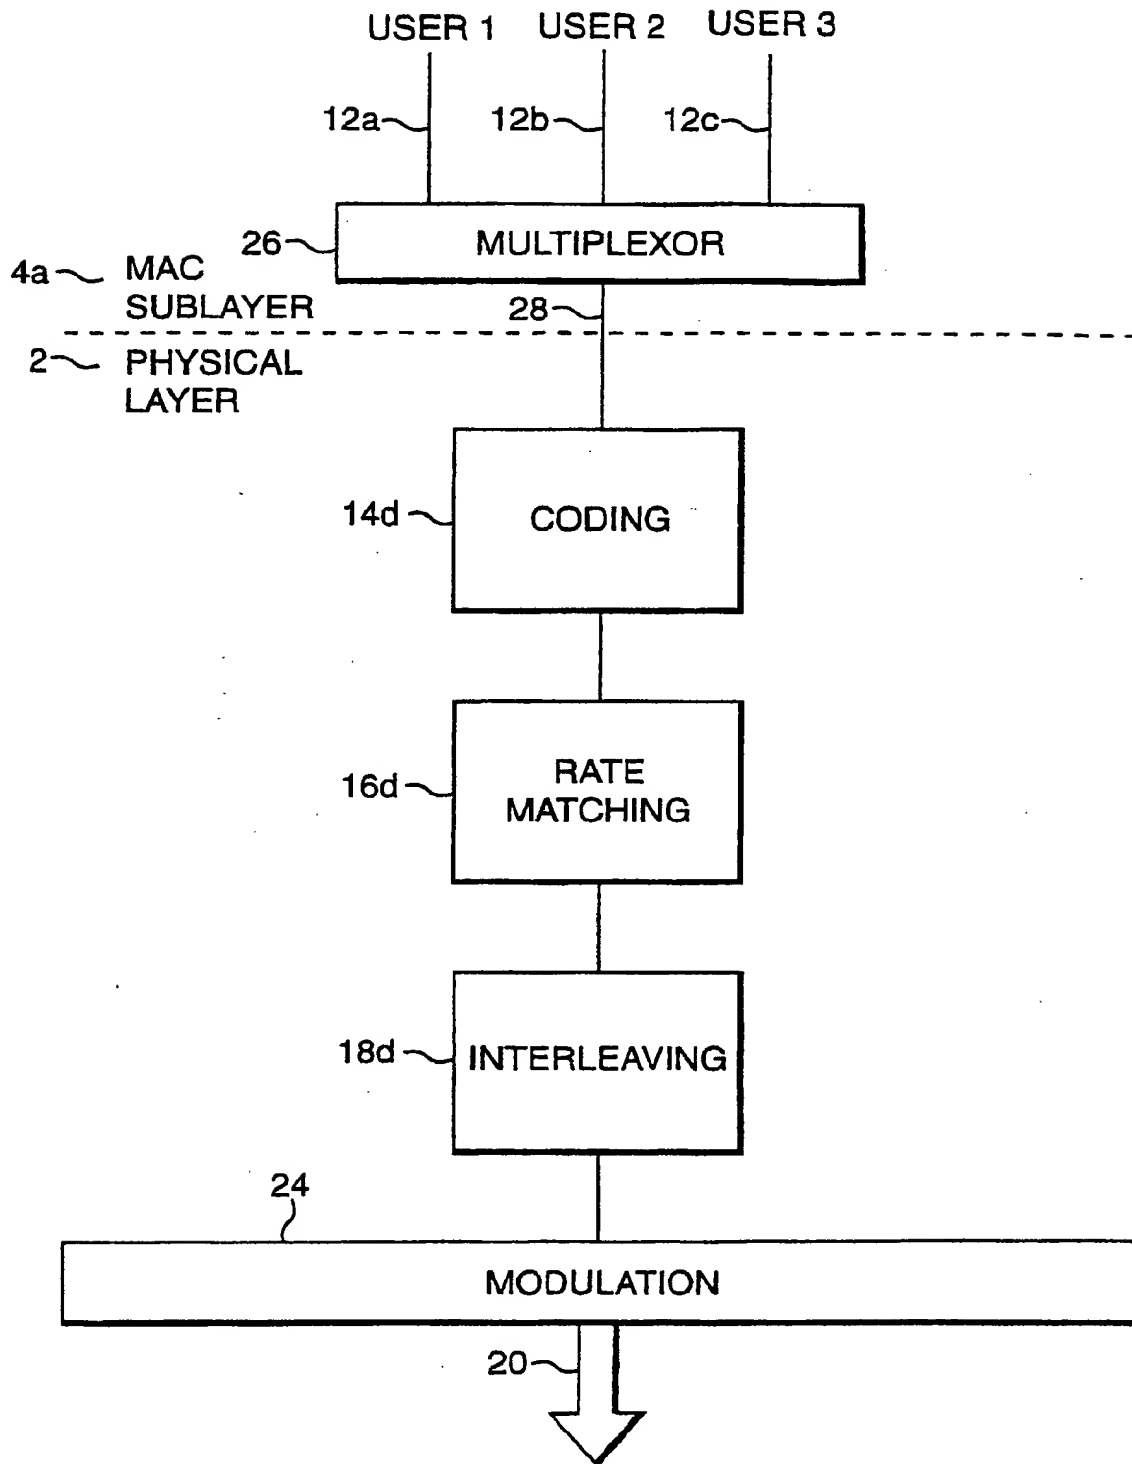 USER 1 USER 2 USER 3
12a 12b 12c
26 MULTIPLEXOR
4a MAC
SUBLAYER
28
2 PHYSICAL
LAYER
14d CODING
16d RATE
MATCHING
18d INTERLEAVING
24
MODULATION
20